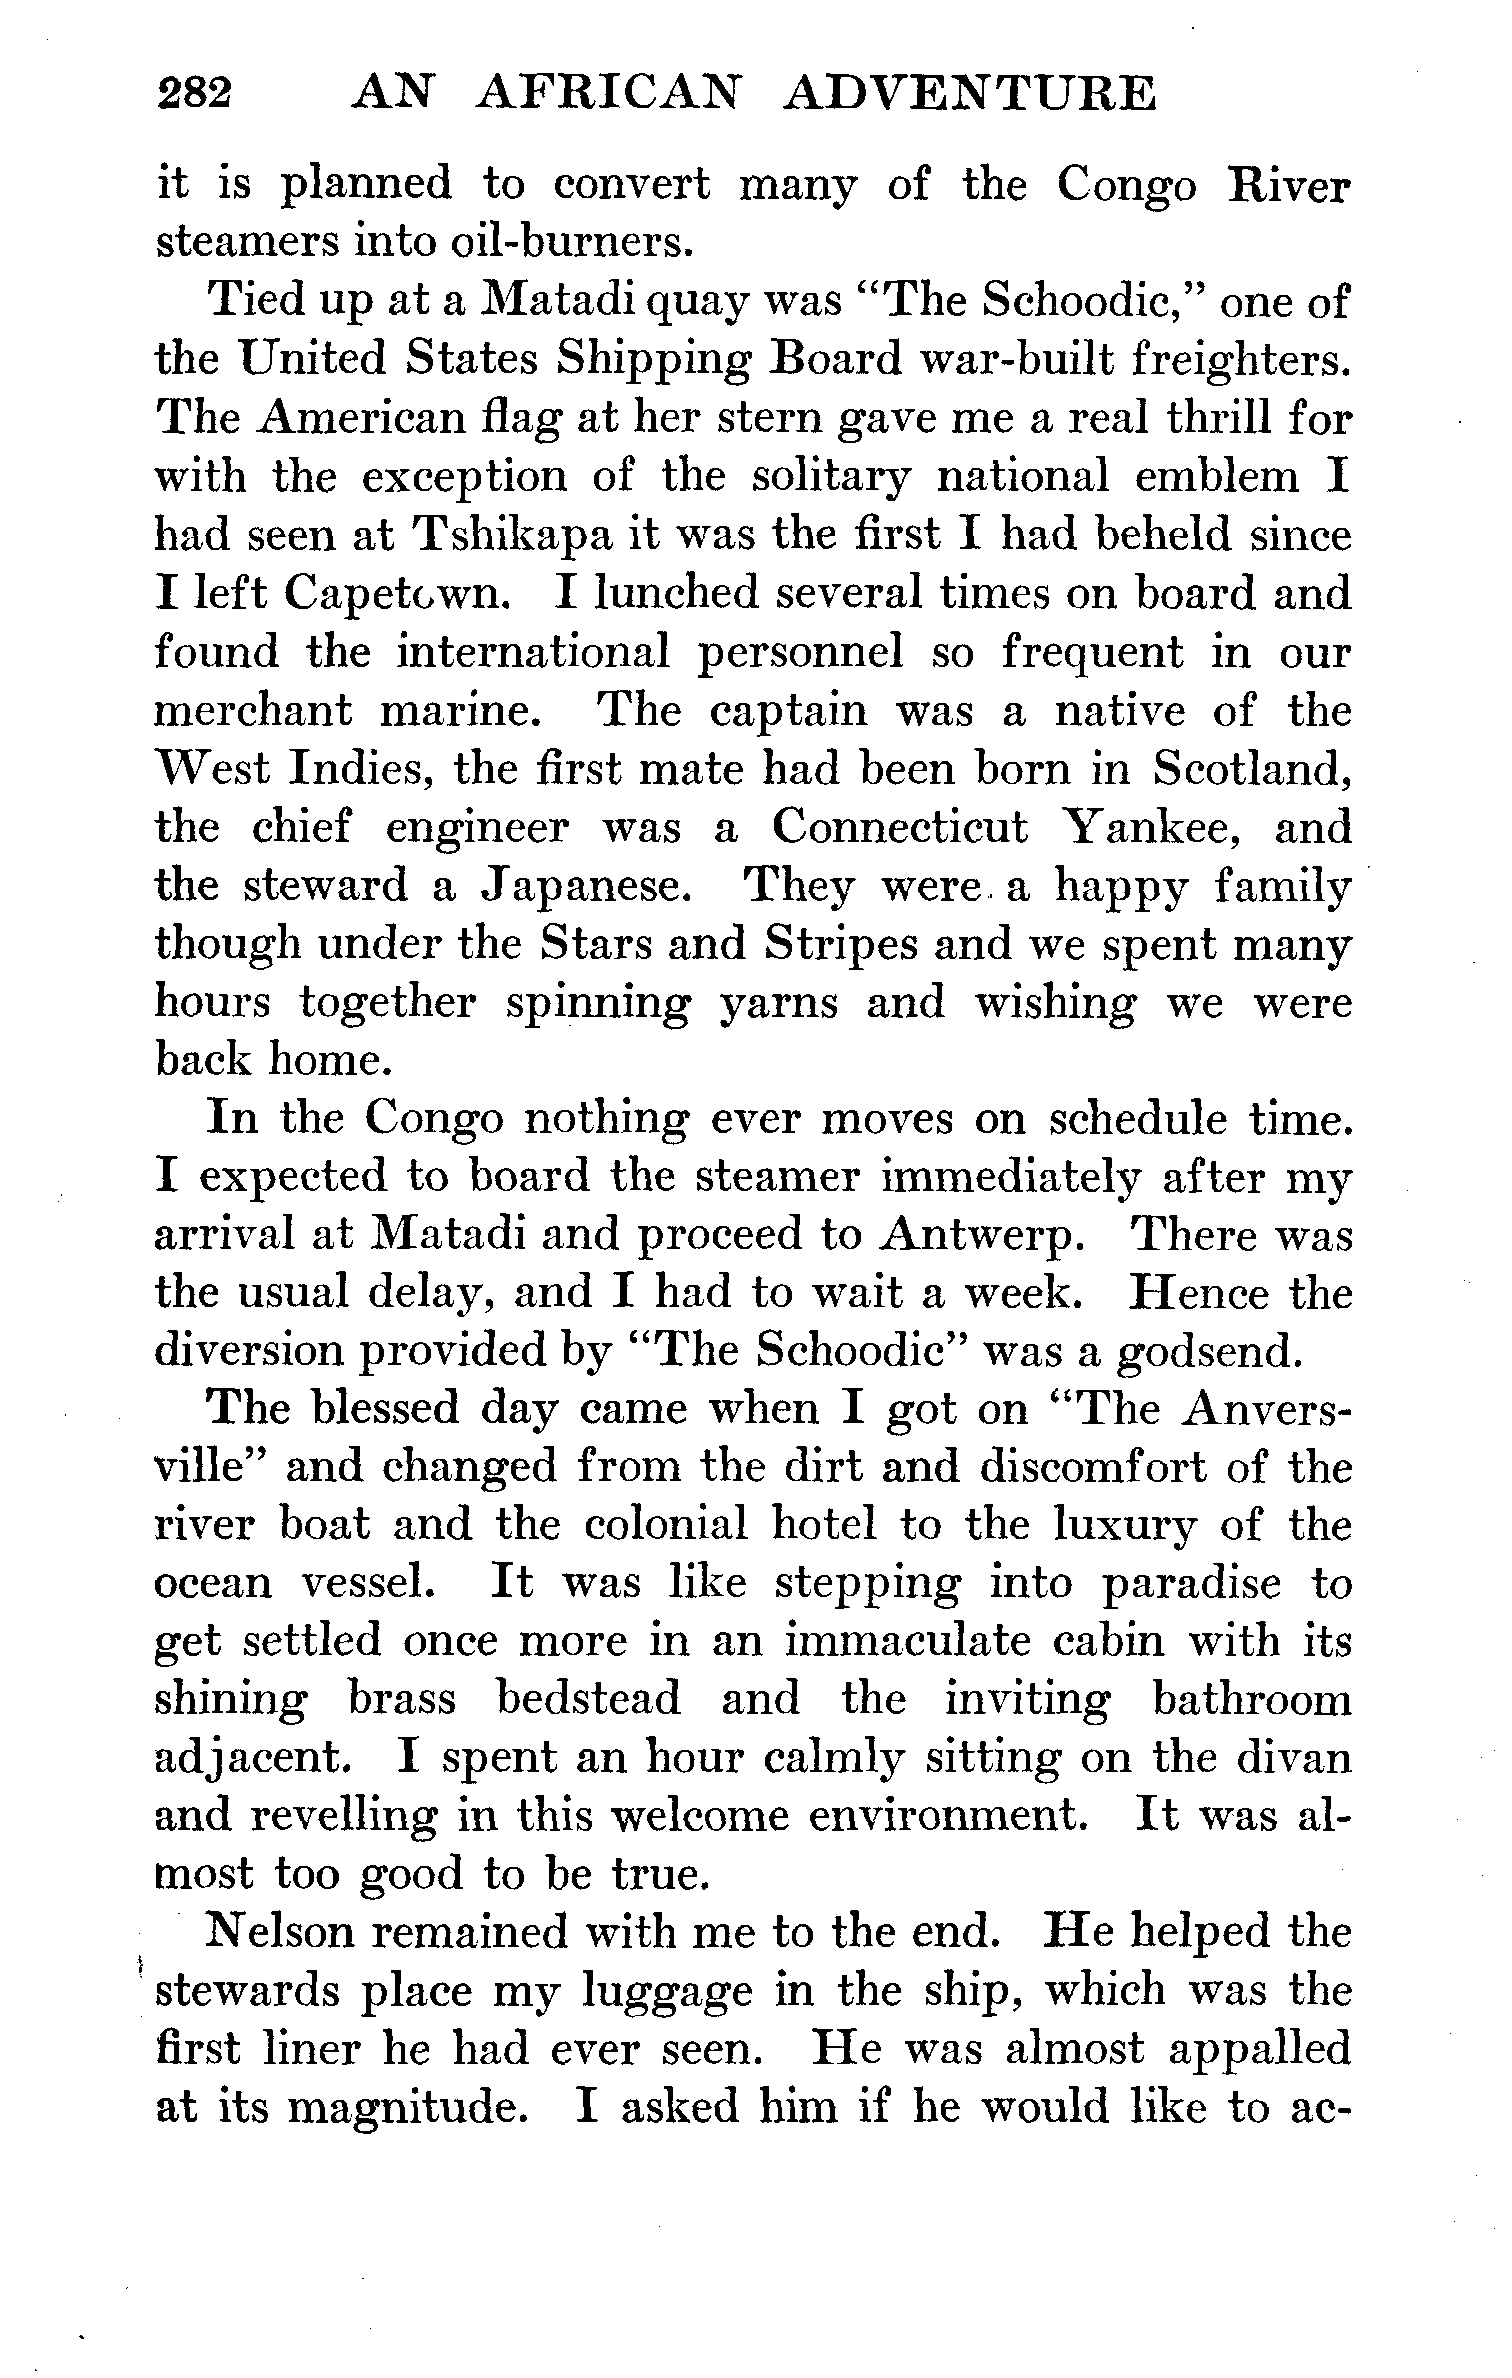 282 AN AFRICAN ADVENTURE
it is planned to convert many of the Congo River
steamers into oil-burners.
Tied up at a Matadi quay was "The Schoodic," one of
the United States Shipping Board war-built freighters.
The American flag at her stern gave me a real thrill for
with the exception of the solitary national emblem I
had seen at Tshikapa it was the first I had beheld since
I left Capetown. I lunched several times on board and
found the international personnel so frequent in our
merchant marine. The captain was a native of the
West Indies, the first mate had been born in Scotland,
the chief engineer was a Connecticut Yankee, and
the steward a Japanese. They were a happy family
though under the Stars and Stripes and we spent many
hours together spinning yarns and wishing we were
back home.
In the Congo nothing ever moves on schedule time.
I expected to board the steamer immediately after my
arrival at Matadi and proceed to Antwerp. There was
the usual delay, and I had to wait a week. Hence the
diversion provided by "The Schoodic" was a godsend.
The blessed day came when I got on "The Anvers-
ville" and changed from the dirt and discomfort of the
river boat and the colonial hotel to the luxury of the
ocean vessel. It was like stepping into paradise to
get settled once more in an immaculate cabin with its
shining brass bedstead and the inviting bathroom
adjacent. I spent an hour calmly sitting on the divan
and revelling in this welcome environment. It was al-
most too good to be true.
Nelson remained with me to the end. He helped the
stewards place my luggage in the ship, which was the
first liner he had ever seen. He was almost appalled
at its magnitude. I asked him if he would like to ac-